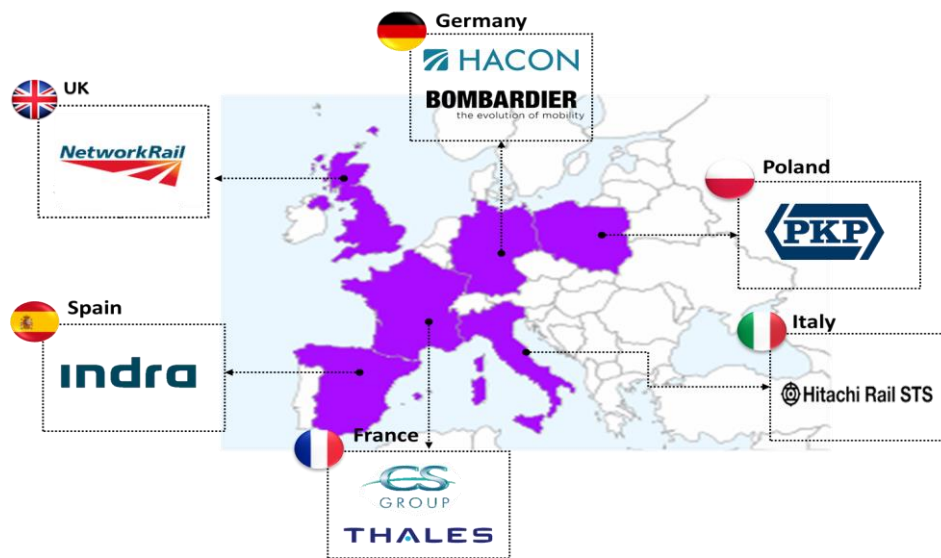 Germany
HACON
BOMBARDIER
the evolution of mobility
UK
NetworkRail
Poland
PKP
Spain
indra
Italy
Hitachi Rail STS
France
CS
GROUP
THALES